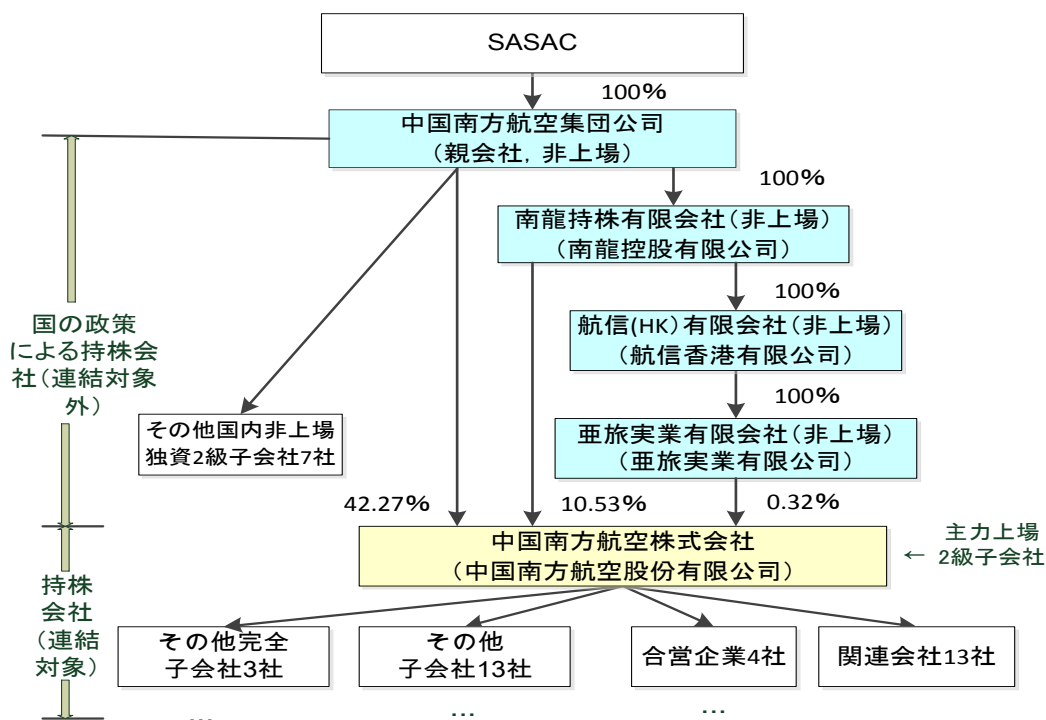 SASAC
100%
中国南方航空集団公司
(親会社，非上場)
100%
南龍持株有限会社(非上場)
(南龍控股有限公司)
100%
航信(HK)有限会社(非上場)
(航信香港有限公司)
100%
亜旅実業有限会社(非上場)
(亜旅実業有限公司)
国の政策
による持株会
社(連結対象
外)
その他国内非上場
独資2級子会社7社
42.27%
10.53%
0.32%
中国南方航空株式会社
(中国南方航空股份有限公司)
主力上場
← 2級子会社
持株
会社
(連結
対象)
その他完全
子会社3社
その他
子会社13社
合営企業4社
関連会社13社
…
…
…